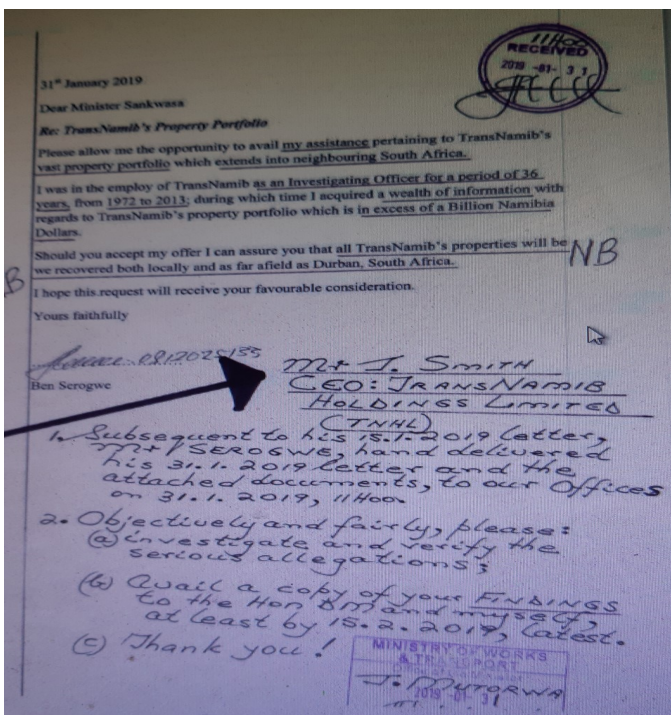 11H00
RECEIVED
2019 -01- 31
31st January 2019
Dear Minister Sankwasa
Re: TransNamib's Property Portfolio
Please allow me the opportunity to avail my assistance pertaining to TransNamib's
vast property portfolio which extends into neighbouring South Africa.
I was in the employ of TransNamib as an Investigating Officer for a period of 36
years, from 1972 to 2013; during which time I acquired a wealth of information with
regards to TransNamib's property portfolio which is in excess of a Billion Namibia
Dollars.
Should you accept my offer I can assure you that all TransNamib's properties will be
we recovered both locally and as far afield as Durban, South Africa.
NB
B
I hope this request will receive your favourable consideration.
Yours faithfully
Ben Serogwe
Mr J. Smith
CEO: TransNamib
Holdings Limited
(TNHL)
1. Subsequent to his 15.1.2019 letter,
Mr SEROGWE, hand delivered
his 31.1.2019 letter and the
attached documents, to our Offices
on 31.1.2019, 11H00.
2. Objectively and fairly, please:
(a) investigate and verify the
serious allegations;
(b) Avail a copy of your FINDINGS
to the Hon DM and myself,
at least by 15.2.2019, latest.
(c) Thank you!
MINISTRY OF WORKS
& TRANSPORT
J. MUTORWA
2019 -01- 31